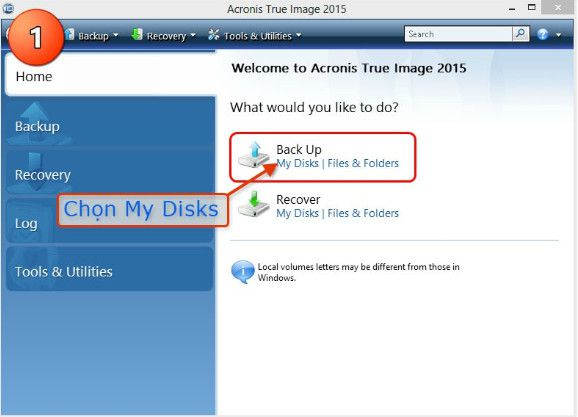 Acronis True Image 2015
1
Backup
Recovery
Tools & Utilities
Search
?
Home
Backup
Recovery
Log
Tools & Utilities
Welcome to Acronis True Image 2015
What would you like to do?
Back Up
My Disks | Files & Folders
Chọn My Disks
Recover
My Disks | Files & Folders
Local volumes letters may be different from those in
Windows.